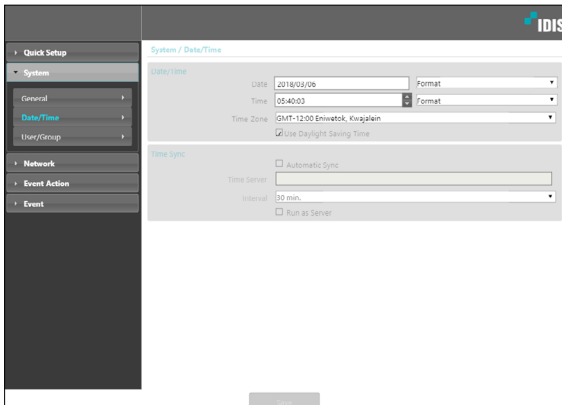 IDIS
Quick Setup
System / Date/Time
System
Date/Time
Date 2018/03/06 Format
General
Time 05:40:03 Format
Date/Time
Time Zone GMT-12:00 Eniwetok, Kwajalein
User/Group
Use Daylight Saving Time
Network
Time Sync
Automatic Sync
Event Action
Time Server
Event
Interval 30 min.
Run as Server
Save